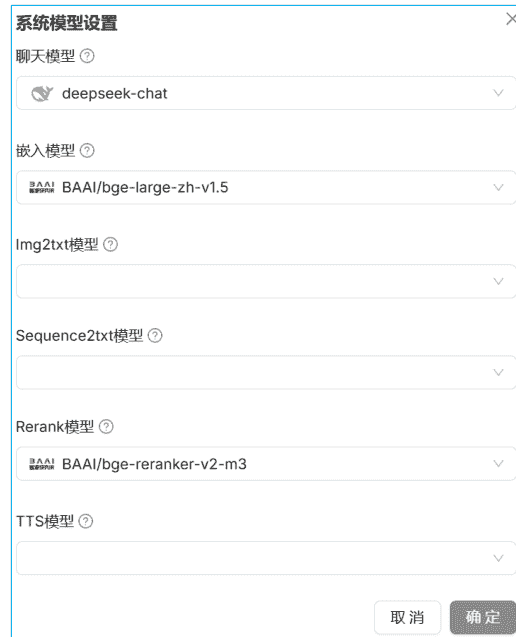 系统模型设置
聊天模型
deepseek-chat
嵌入模型
BAAI BAAI/bge-large-zh-v1.5
Img2txt模型
Sequence2txt模型
Rerank模型
BAAI BAAI/bge-reranker-v2-m3
TTS模型
取消 确定